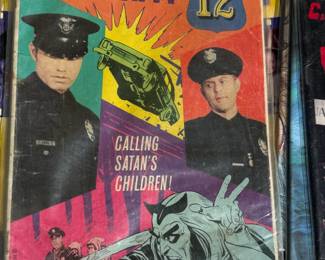 12
CALLING
SATAN'S
CHILDREN!